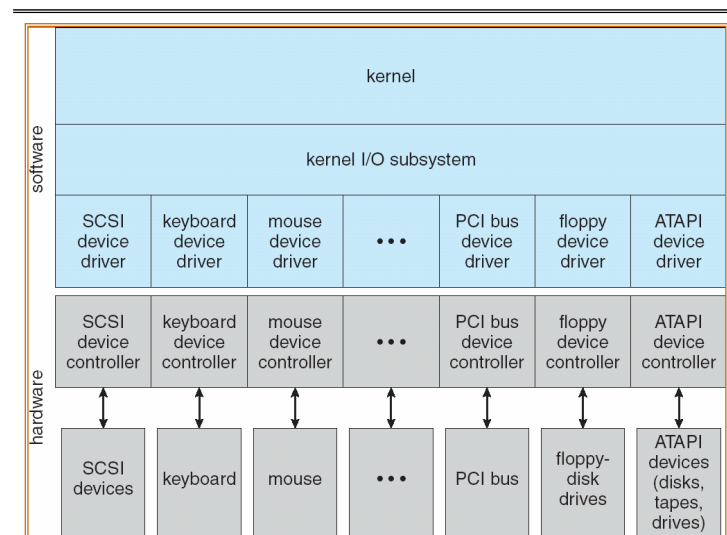 kernel
software
kernel I/O subsystem
SCSI
device
driver
keyboard
device
driver
mouse
device
driver
•••
PCI bus
device
driver
floppy
device
driver
ATAPI
device
driver
hardware
SCSI
device
controller
keyboard
device
controller
mouse
device
controller
•••
PCI bus
device
controller
floppy
device
controller
ATAPI
device
controller
SCSI
devices
keyboard
mouse
•••
PCI bus
floppy-
disk
drives
ATAPI
devices
(disks,
tapes,
drives)